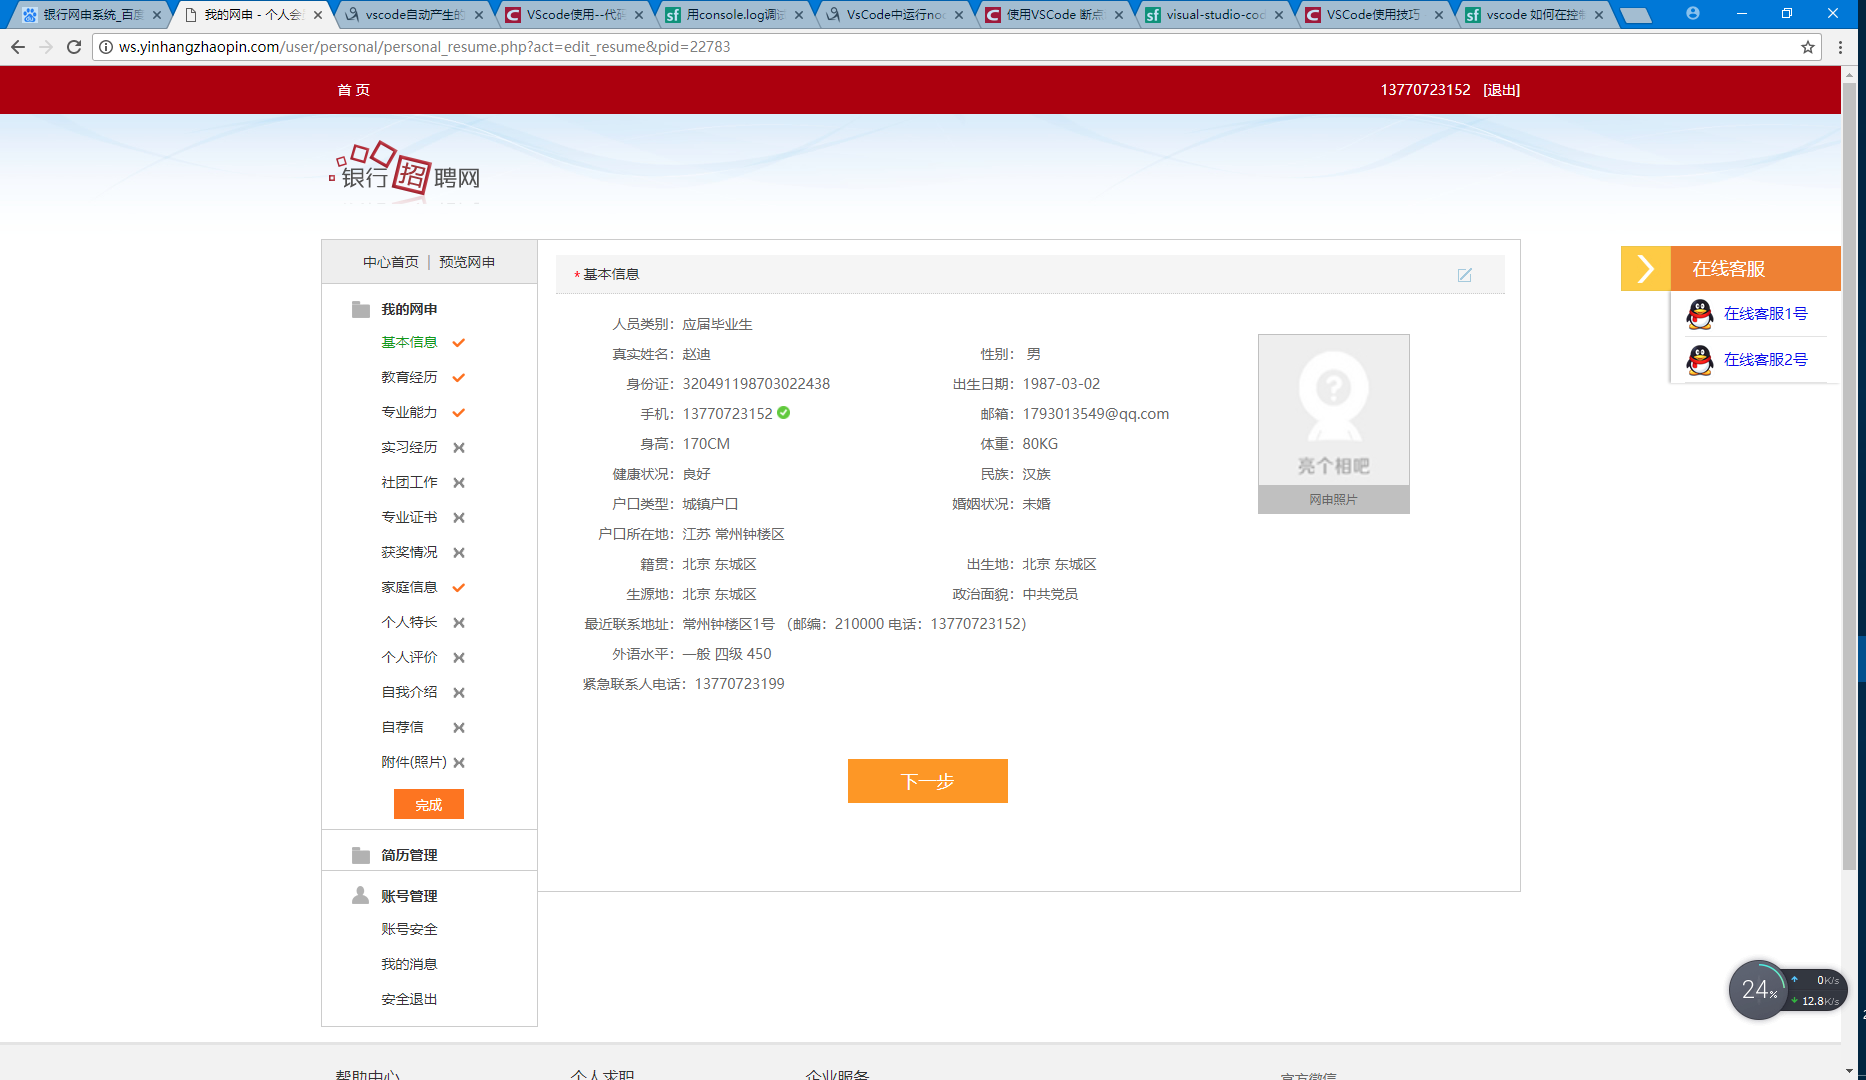 银行网申系统_百度
我的网申 - 个人会
vscode自动产生的
VScode使用--代码
用console.log调试
VsCode中运行nod
使用VSCode 断点
visual-studio-cod
VSCode使用技巧
vscode 如何在控制
ws.yinhangzhaopin.com/user/personal/personal_resume.php?act=edit_resume&pid=22783
首 页
13770723152 [退出]
银行招聘网
中心首页 | 预览网申
我的网申
基本信息
教育经历
专业能力
实习经历
社团工作
专业证书
获奖情况
家庭信息
个人特长
个人评价
自我介绍
自荐信
附件(照片)
完成
简历管理
账号管理
账号安全
我的消息
安全退出
* 基本信息
人员类别： 应届毕业生
真实姓名： 赵迪 性别： 男
身份证： 320491198703022438 出生日期： 1987-03-02
手机： 13770723152 邮箱： 1793013549@qq.com
身高： 170CM 体重： 80KG
健康状况： 良好 民族： 汉族
户口类型： 城镇户口 婚姻状况： 未婚
户口所在地： 江苏 常州钟楼区
籍贯： 北京 东城区 出生地： 北京 东城区
生源地： 北京 东城区 政治面貌： 中共党员
最近联系地址： 常州钟楼区1号 （邮编：210000 电话：13770723152）
外语水平： 一般 四级 450
紧急联系人电话： 13770723199
亮个相吧
网申照片
下一步
在线客服
在线客服1号
在线客服2号
24%
0K/s
12.8K/s
帮助中心 个人求职 企业服务 官方微信